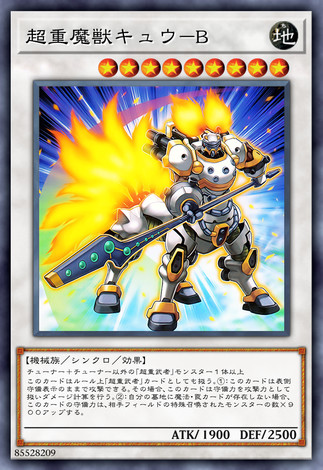 超重魔獣キュウ-B
地
【機械族/シンクロ/効果】
チューナー+チューナー以外の「超重武者」モンスター1体以上
このカードはルール上「超重武者」カードとしても扱う。①:このカードは表側
守備表示のままで攻撃できる。その場合、このカードは守備力を攻撃力として
扱いダメージ計算を行う。②:自分の墓地に魔法・罠カードが存在しない場合、
このカードの守備力は、相手フィールドの特殊召喚されたモンスターの数×9
00アップする。
ATK/1900 DEF/2500
85528209